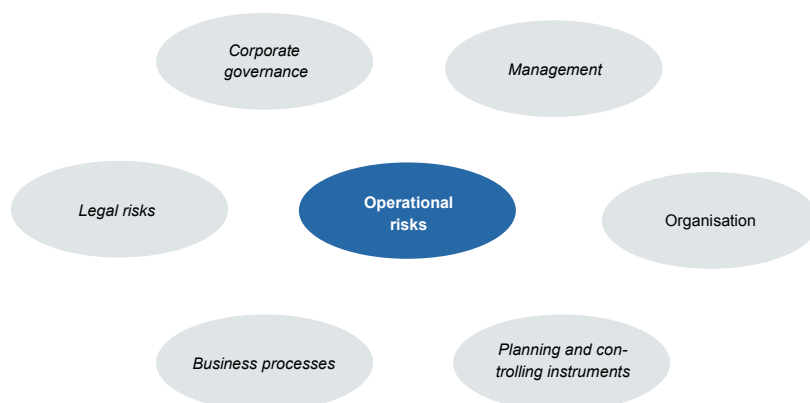 Corporate
governance
Management
Legal risks
Operational
risks
Organisation
Business processes
Planning and con-
trolling instruments